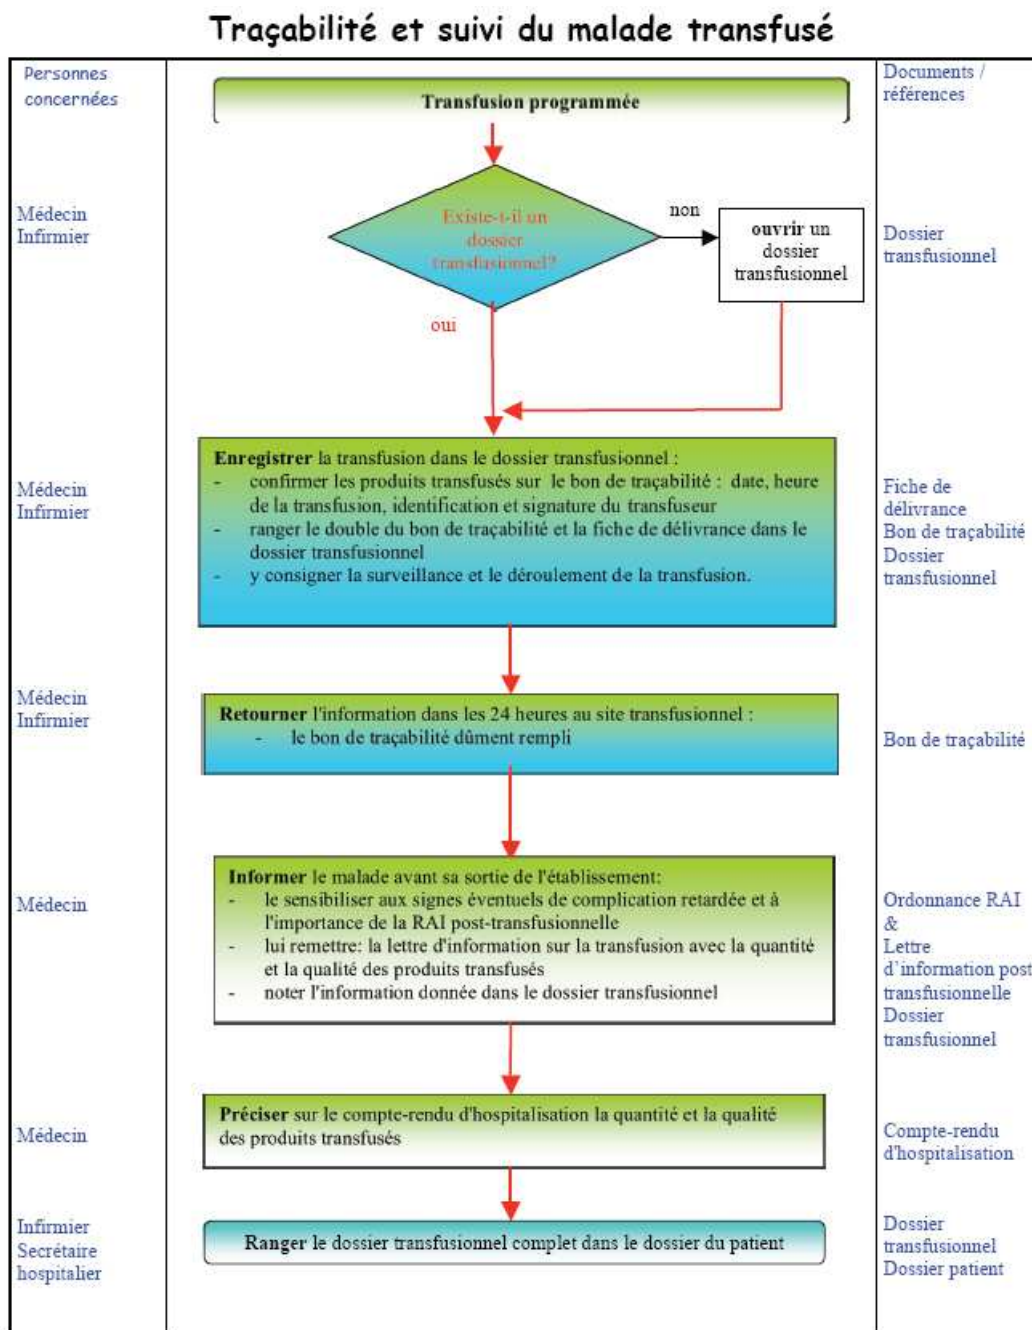 Traçabilité et suivi du malade transfusé
Personnes
concernées
Documents /
références
Transfusion programmée
Médecin
Infirmier
Existe-t-il un
dossier
transfusionnel?
non
ouvrir un
dossier
transfusionnel
Dossier
transfusionnel
oui
Médecin
Infirmier
Enregistrer la transfusion dans le dossier transfusionnel :
- confirmer les produits transfusés sur le bon de traçabilité : date, heure
de la transfusion, identification et signature du transfuseur
- ranger le double du bon de traçabilité et la fiche de délivrance dans le
dossier transfusionnel
- y consigner la surveillance et le déroulement de la transfusion.
Fiche de
délivrance
Bon de traçabilité
Dossier
transfusionnel
Médecin
Infirmier
Retourner l'information dans les 24 heures au site transfusionnel :
- le bon de traçabilité dûment rempli
Bon de traçabilité
Médecin
Informer le malade avant sa sortie de l'établissement:
- le sensibiliser aux signes éventuels de complication retardée et à
l'importance de la RAI post-transfusionnelle
- lui remettre: la lettre d'information sur la transfusion avec la quantité
et la qualité des produits transfusés
- noter l'information donnée dans le dossier transfusionnel
Ordonnance RAI
&
Lettre
d’information post
transfusionnelle
Dossier
transfusionnel
Médecin
Préciser sur le compte-rendu d'hospitalisation la quantité et la qualité
des produits transfusés
Compte-rendu
d'hospitalisation
Infirmier
Secrétaire
hospitalier
Ranger le dossier transfusionnel complet dans le dossier du patient
Dossier
transfusionnel
Dossier patient